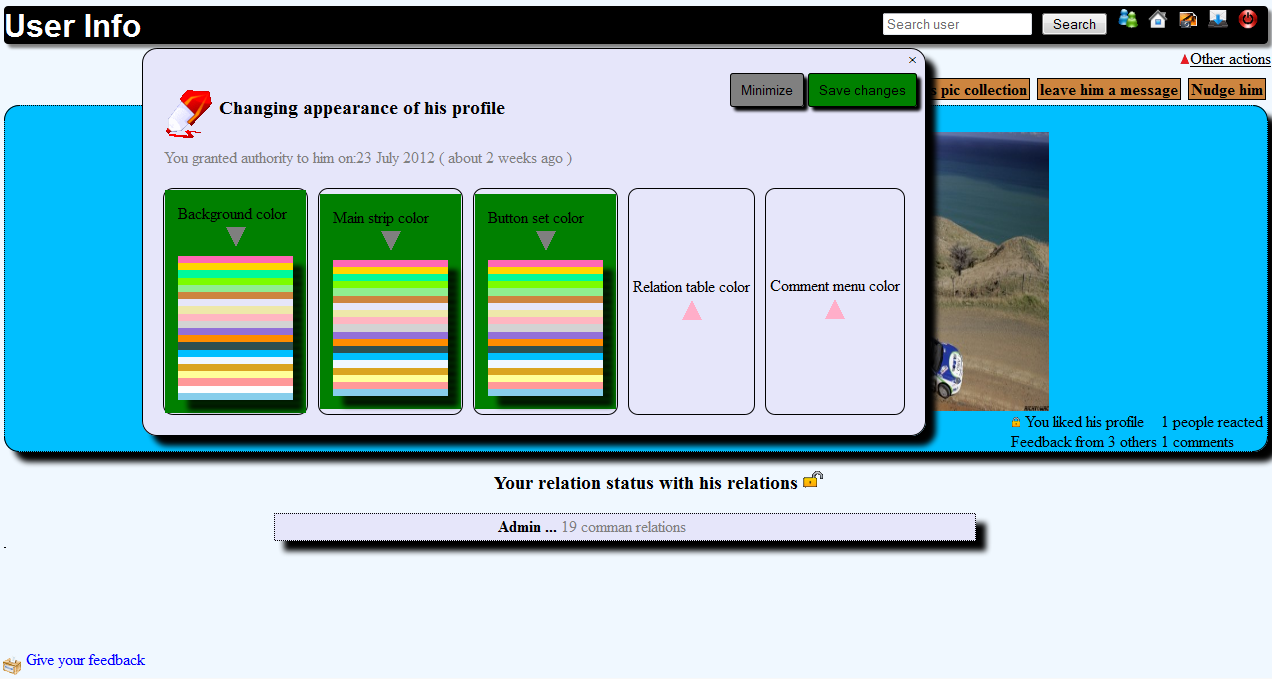 User Info
Search user
Search
Other actions
×
Minimize
Save changes
Changing appearance of his profile
s pic collection
leave him a message
Nudge him
You granted authority to him on:23 July 2012 ( about 2 weeks ago )
Background color
Main strip color
Button set color
Relation table color
Comment menu color
You liked his profile
1 people reacted
Feedback from 3 others
1 comments
Your relation status with his relations
Admin ... 19 comman relations
.
Give your feedback